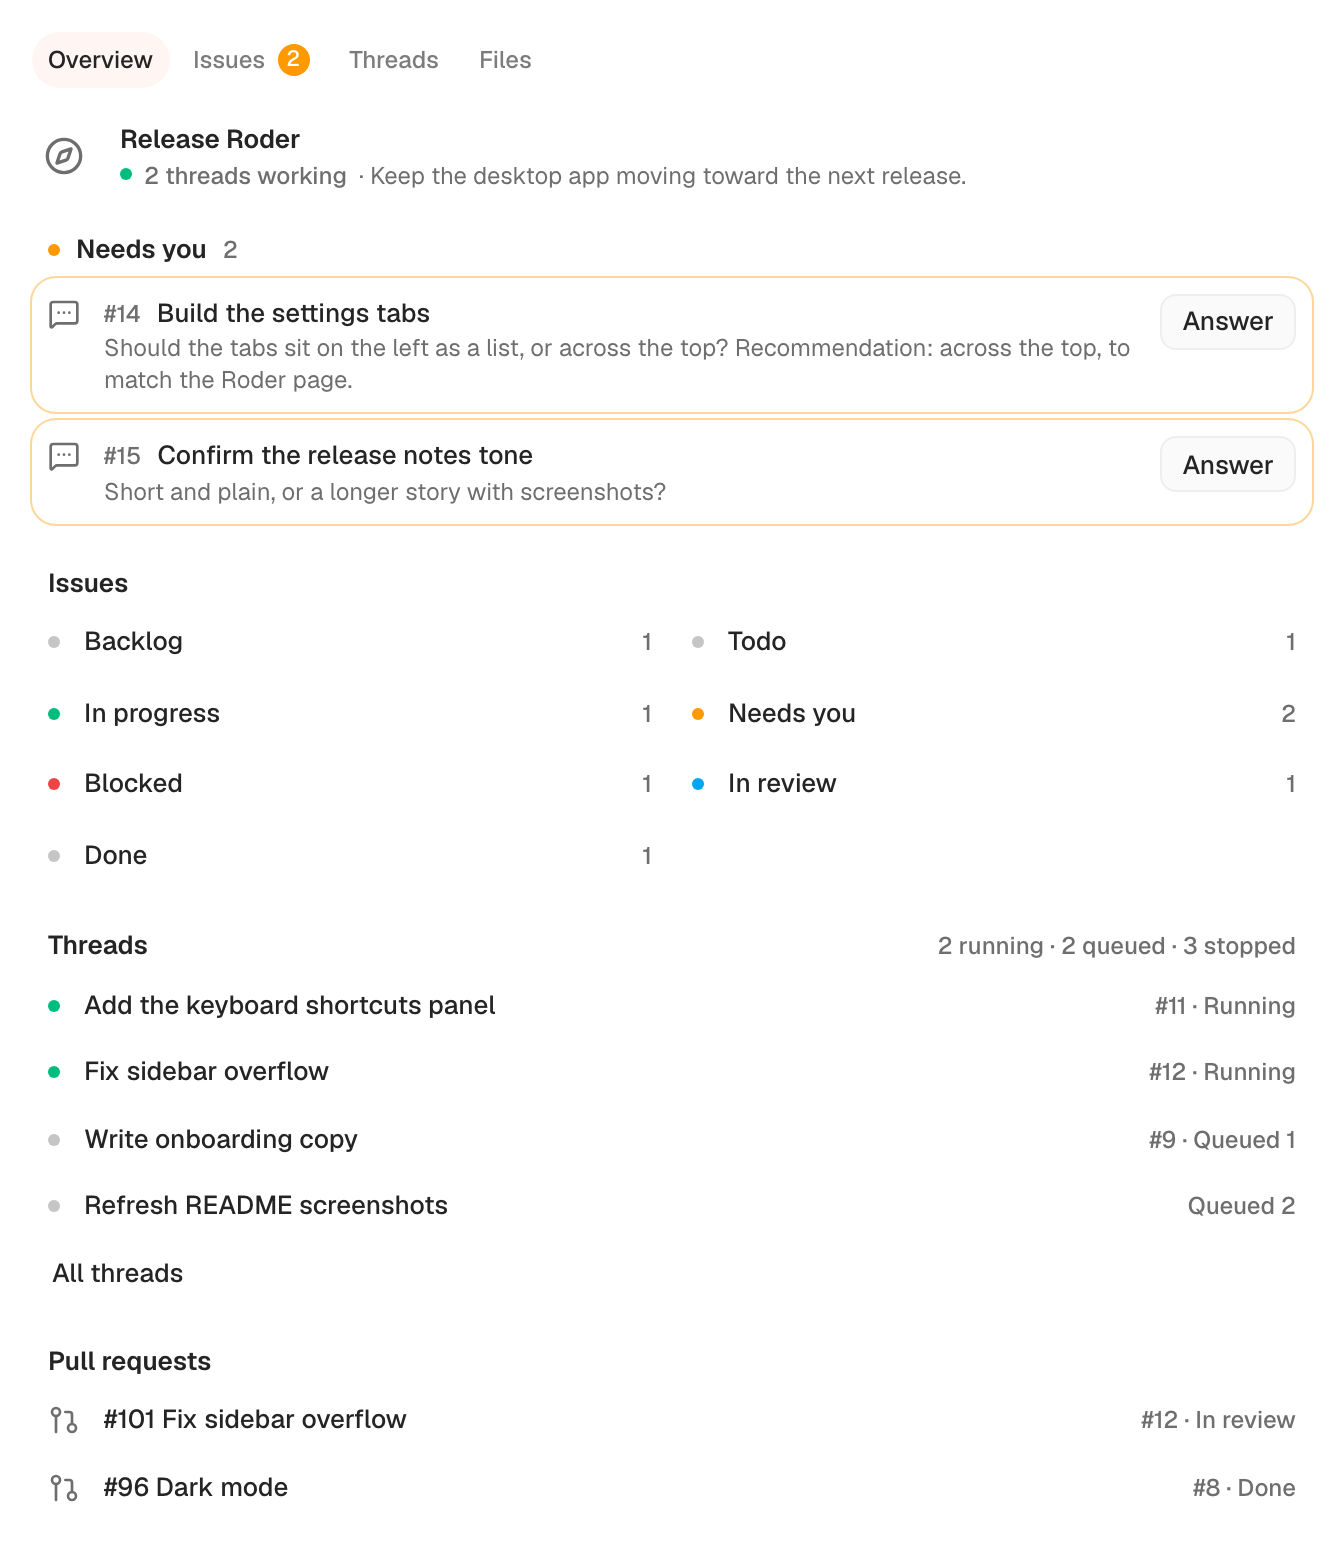 Overview Issues 2 Threads Files
Release Roder
2 threads working · Keep the desktop app moving toward the next release.
Needs you 2
#14 Build the settings tabs
Answer
Should the tabs sit on the left as a list, or across the top? Recommendation: across the top, to
match the Roder page.
#15 Confirm the release notes tone
Answer
Short and plain, or a longer story with screenshots?
Issues
Backlog 1 Todo 1
In progress 1 Needs you 2
Blocked 1 In review 1
Done 1
Threads 2 running · 2 queued · 3 stopped
Add the keyboard shortcuts panel #11 · Running
Fix sidebar overflow #12 · Running
Write onboarding copy #9 · Queued 1
Refresh README screenshots Queued 2
All threads
Pull requests
#101 Fix sidebar overflow #12 · In review
#96 Dark mode #8 · Done